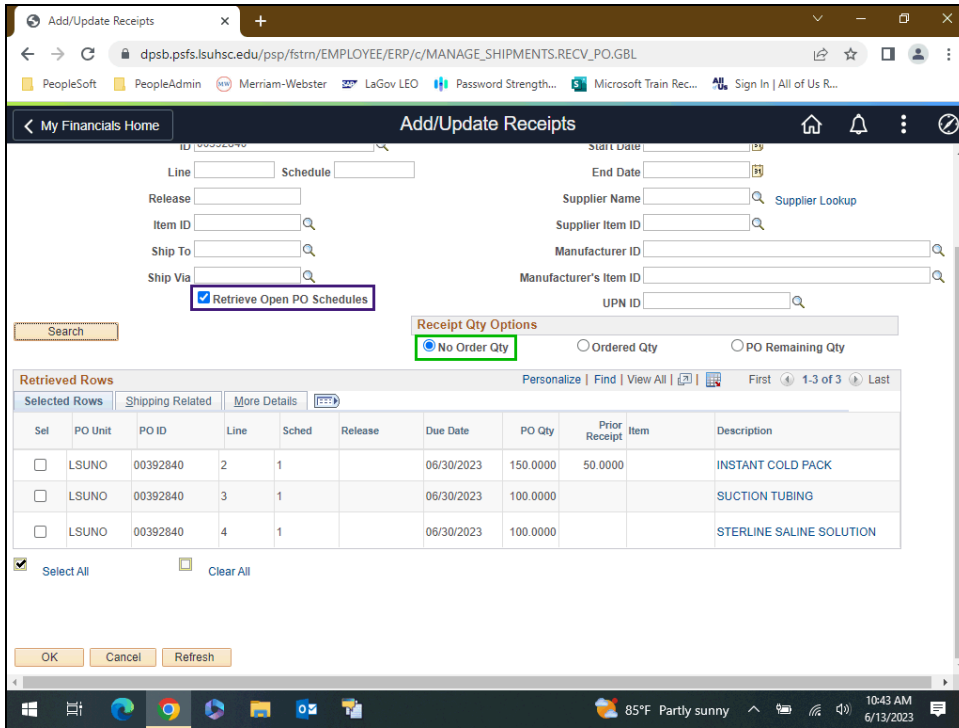 Add/Update Receipts
dpsb.psfs.lsuhsc.edu/psp/fstrn/EMPLOYEE/ERP/c/MANAGE_SHIPMENTS.RECV_PO.GBL
PeopleSoft PeopleAdmin MW Merriam-Webster LaGov LEO Password Strength... Microsoft Train Rec... All of Us Sign In | All of Us R...
My Financials Home Add/Update Receipts
ID 00392840 Start Date
Line Schedule End Date
Release Supplier Name Supplier Lookup
Item ID Supplier Item ID
Ship To Manufacturer ID
Ship Via Manufacturer's Item ID
Retrieve Open PO Schedules UPN ID
Search Receipt Qty Options
No Order Qty Ordered Qty PO Remaining Qty
Retrieved Rows Personalize | Find | View All | | First 1-3 of 3 Last
Selected Rows Shipping Related More Details
Sel PO Unit PO ID Line Sched Release Due Date PO Qty Prior Receipt Item Description
LSUNO 00392840 2 1 06/30/2023 150.0000 50.0000 INSTANT COLD PACK
LSUNO 00392840 3 1 06/30/2023 100.0000 SUCTION TUBING
LSUNO 00392840 4 1 06/30/2023 100.0000 STERLINE SALINE SOLUTION
Select All Clear All
OK Cancel Refresh
85°F Partly sunny 10:43 AM
6/13/2023